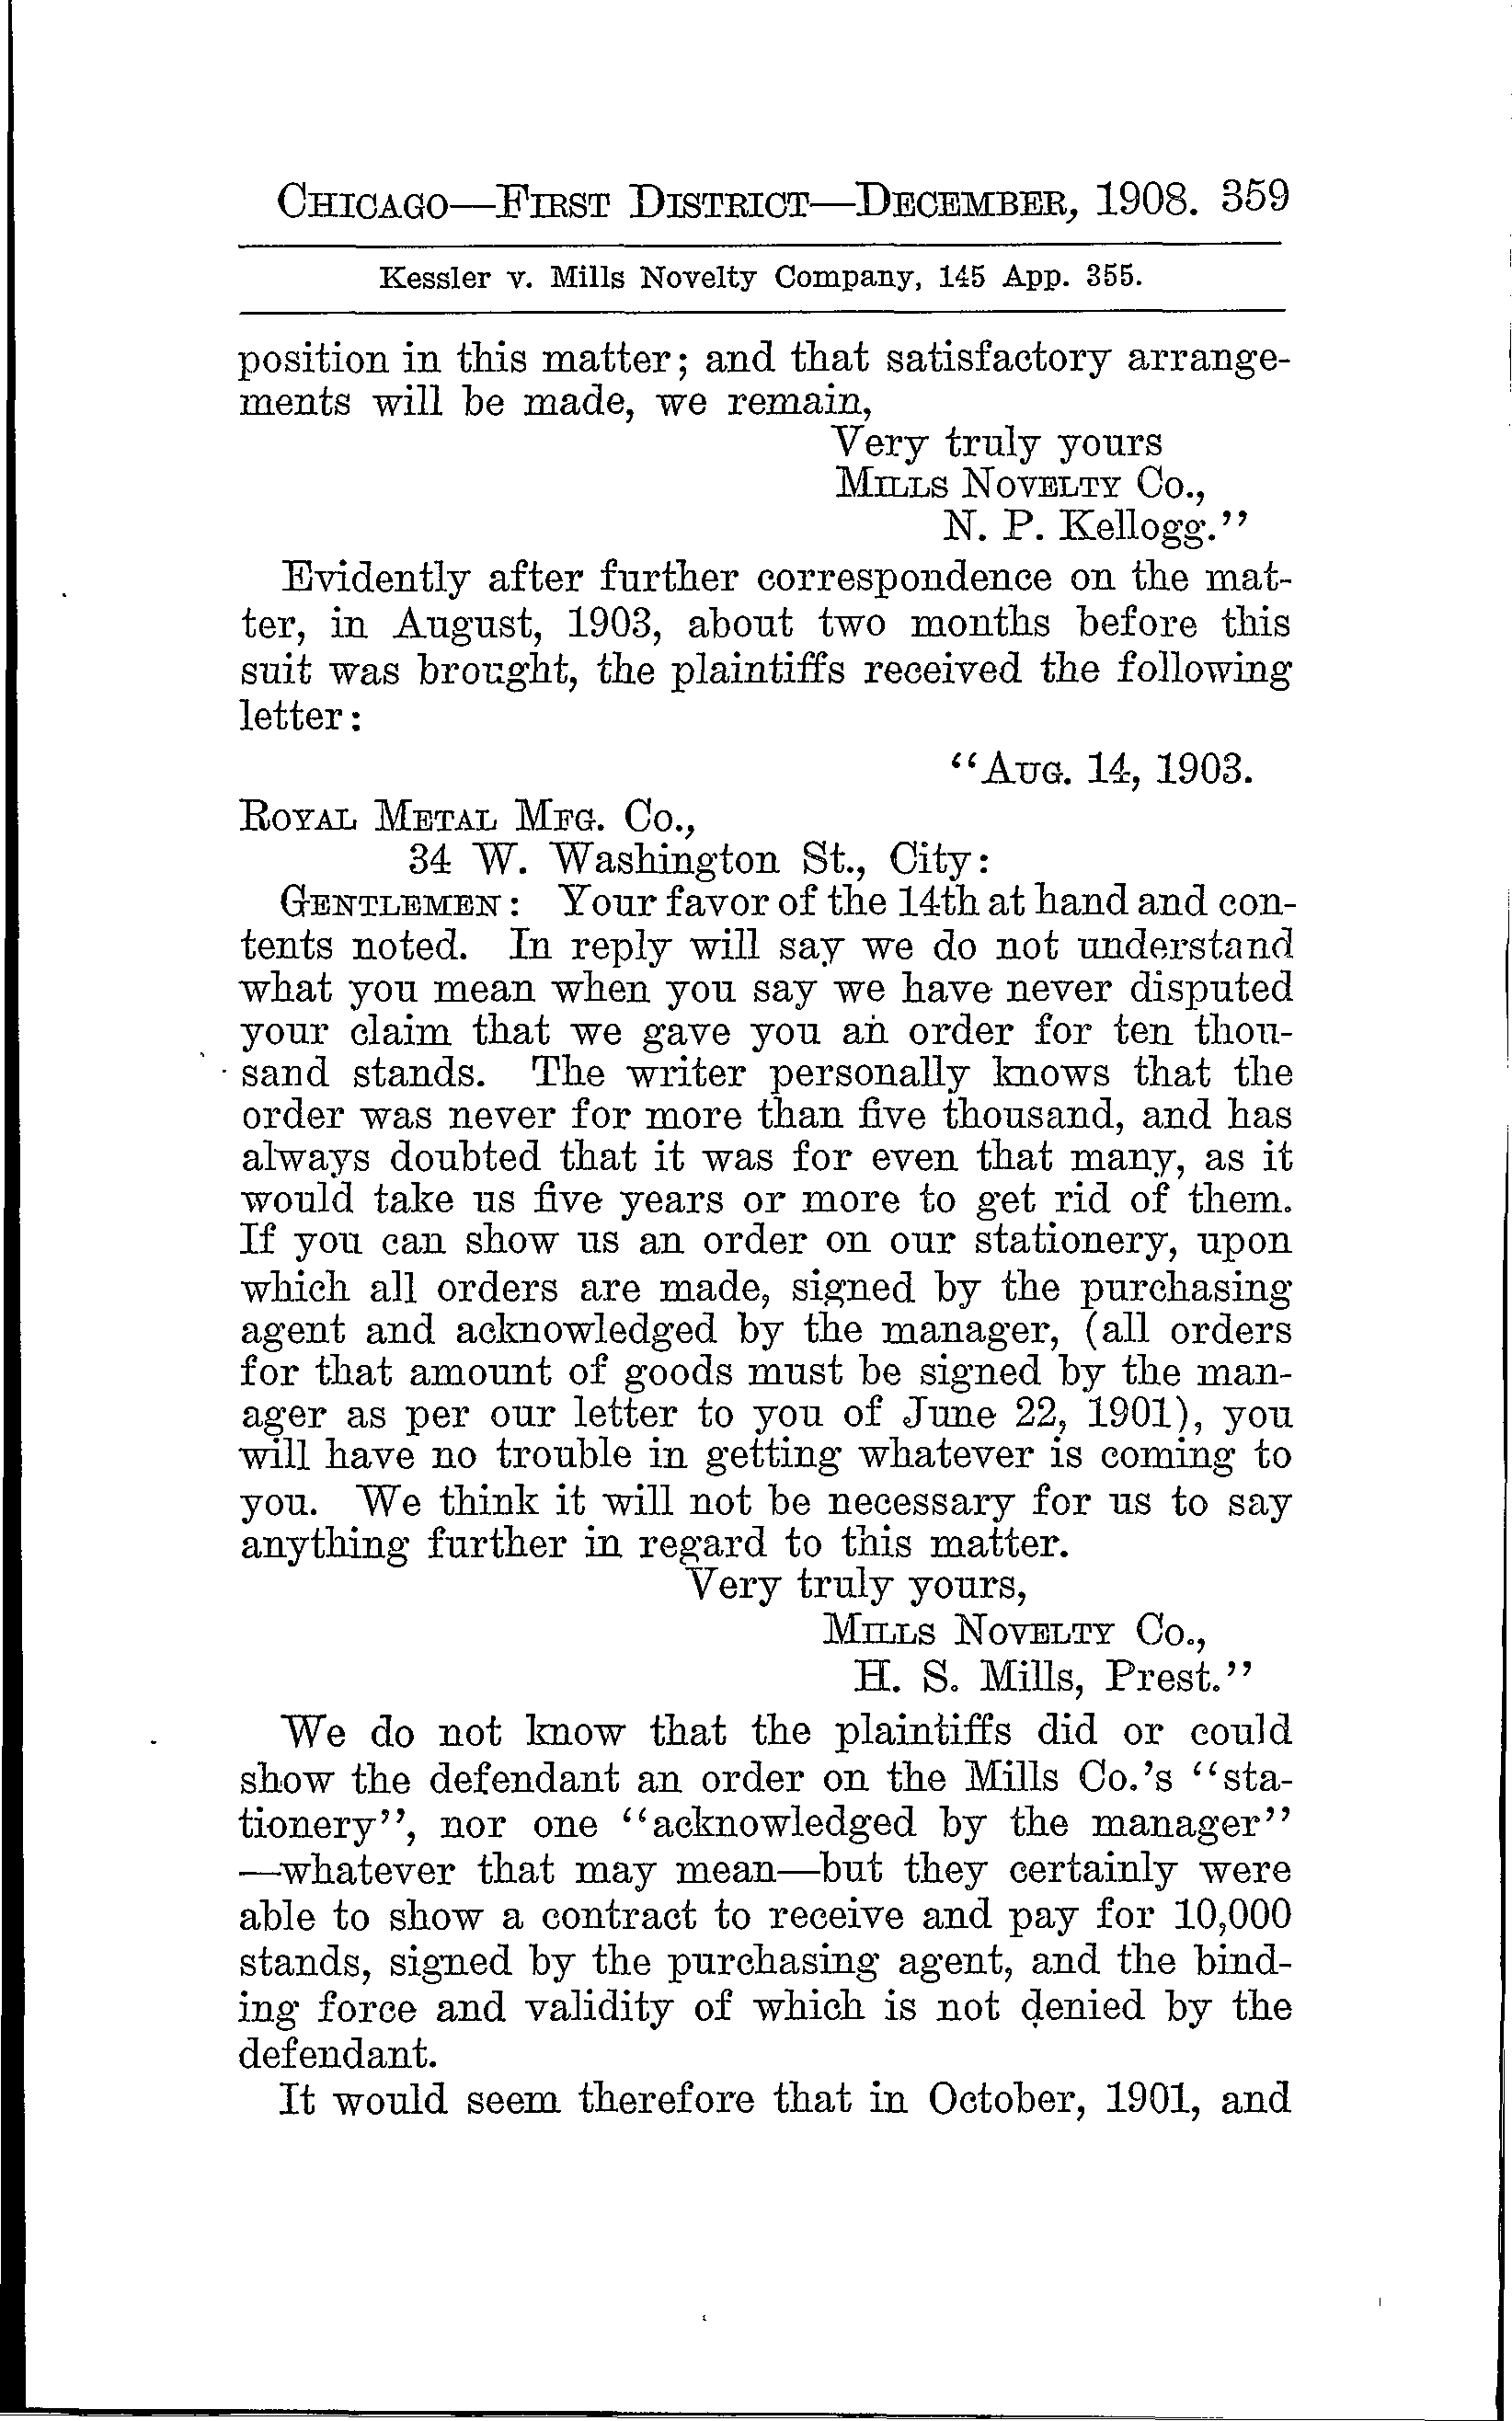 CHICAGO—FIRST DISTRICT—DECEMBER, 1908. 359
Kessler v. Mills Novelty Company, 145 App. 355.
position in this matter; and that satisfactory arrange-
ments will be made, we remain,
Very truly yours
MILLS NOVELTY Co.,
N. P. Kellogg.”
Evidently after further correspondence on the mat-
ter, in August, 1903, about two months before this
suit was brought, the plaintiffs received the following
letter:
“AUG. 14, 1903.
ROYAL METAL MFG. Co.,
34 W. Washington St., City:
GENTLEMEN: Your favor of the 14th at hand and con-
tents noted. In reply will say we do not understand
what you mean when you say we have never disputed
your claim that we gave you an order for ten thou-
sand stands. The writer personally knows that the
order was never for more than five thousand, and has
always doubted that it was for even that many, as it
would take us five years or more to get rid of them.
If you can show us an order on our stationery, upon
which all orders are made, signed by the purchasing
agent and acknowledged by the manager, (all orders
for that amount of goods must be signed by the man-
ager as per our letter to you of June 22, 1901), you
will have no trouble in getting whatever is coming to
you. We think it will not be necessary for us to say
anything further in regard to this matter.
Very truly yours,
MILLS NOVELTY Co.,
H. S. Mills, Prest.”
We do not know that the plaintiffs did or could
show the defendant an order on the Mills Co.’s “sta-
tionery”, nor one “acknowledged by the manager”
—whatever that may mean—but they certainly were
able to show a contract to receive and pay for 10,000
stands, signed by the purchasing agent, and the bind-
ing force and validity of which is not denied by the
defendant.
It would seem therefore that in October, 1901, and